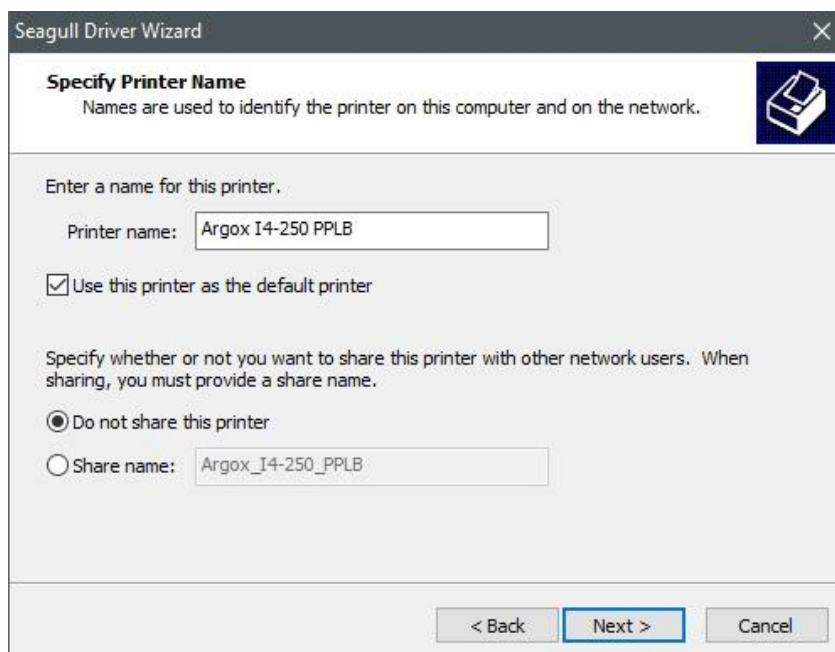 Seagull Driver Wizard
Specify Printer Name
Names are used to identify the printer on this computer and on the network.
Enter a name for this printer.
Printer name: Argox I4-250 PPLB
Use this printer as the default printer
Specify whether or not you want to share this printer with other network users.  When
sharing, you must provide a share name.
Do not share this printer
Share name: Argox_I4-250_PPLB
< Back Next > Cancel